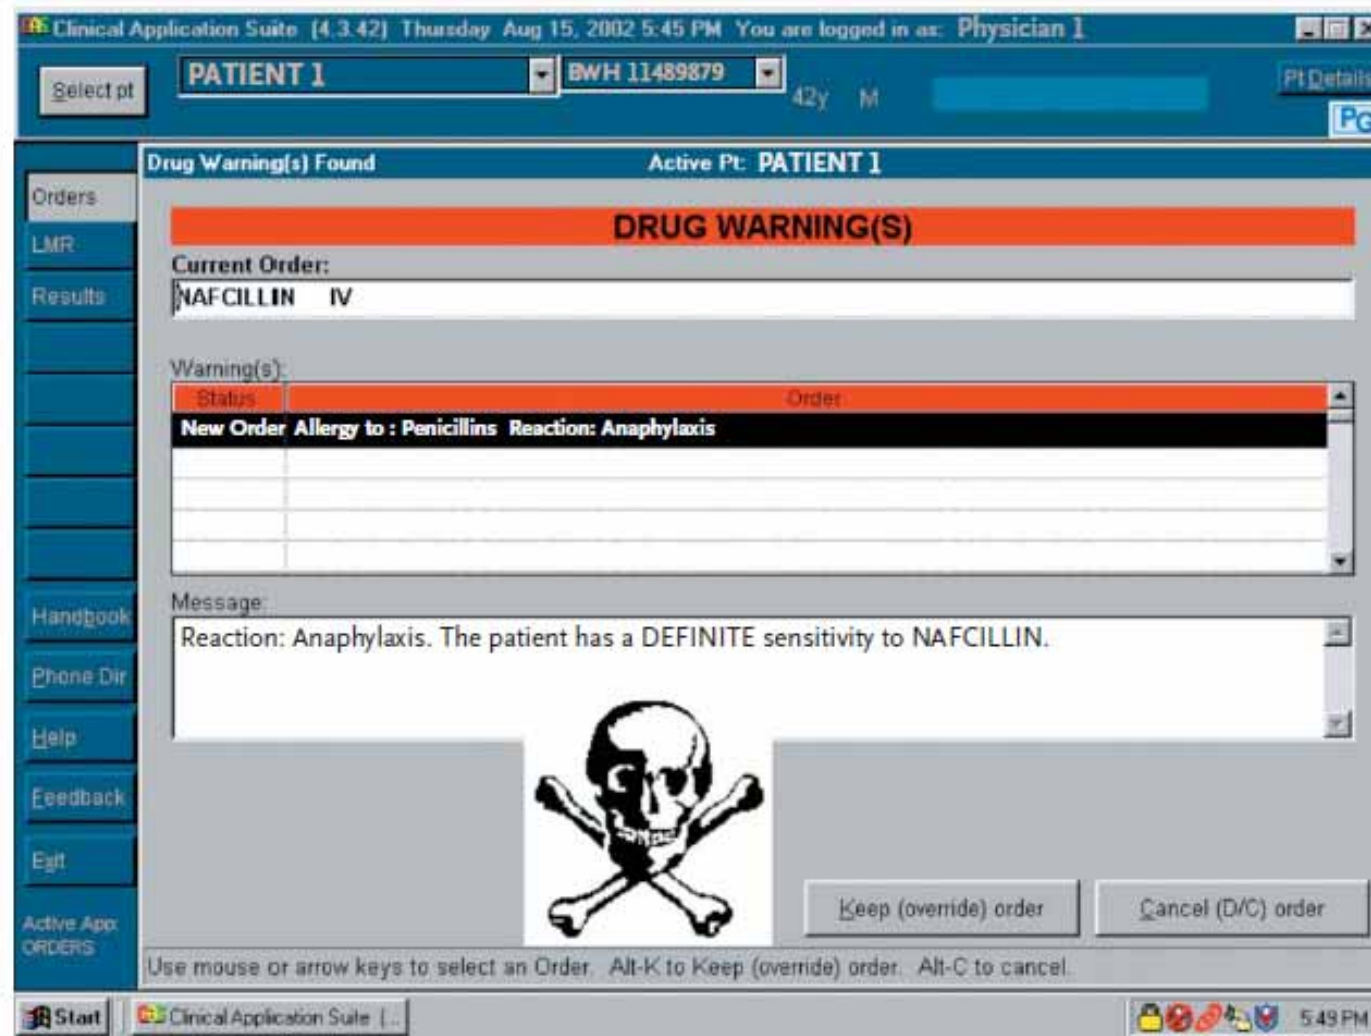 Clinical Application Suite (4.3.42) Thursday Aug 15, 2002 5:45 PM You are logged in as: Physician 1
Select pt
PATIENT 1
BWH 11489879
42y M
Pt Details
PG
Drug Warning(s) Found Active Pt: PATIENT 1
Orders
LMR
Results
Handbook
Phone Dir
Help
Feedback
Exit
Active App:
ORDERS
DRUG WARNING(S)
Current Order:
NAFCILLIN IV
Warning(s):
Status Order
New Order Allergy to : Penicillins Reaction: Anaphylaxis
Message:
Reaction: Anaphylaxis. The patient has a DEFINITE sensitivity to NAFCILLIN.
Keep (override) order
Cancel (D/C) order
Use mouse or arrow keys to select an Order. Alt-K to Keep (override) order. Alt-C to cancel.
Start
Clinical Application Suite (...
5:49 PM